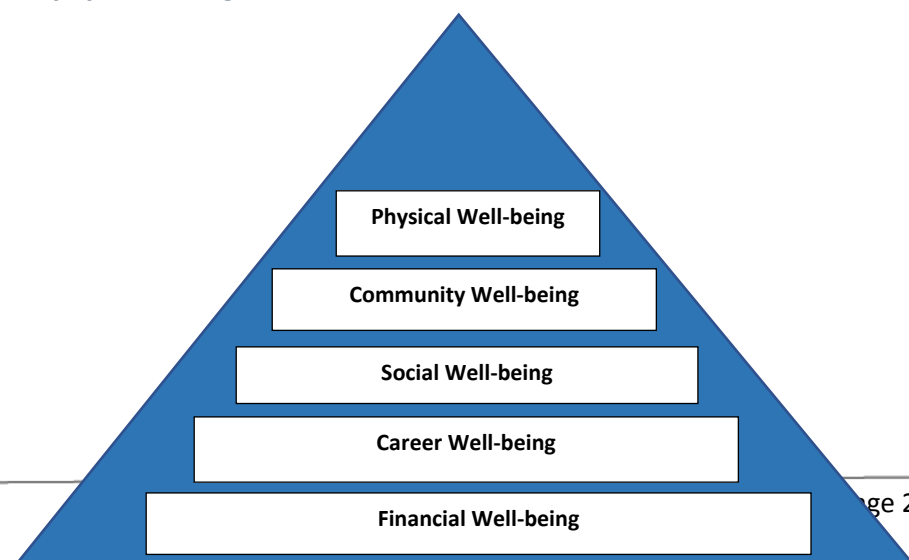 Physical Well-being
Community Well-being
Social Well-being
Career Well-being
Financial Well-being